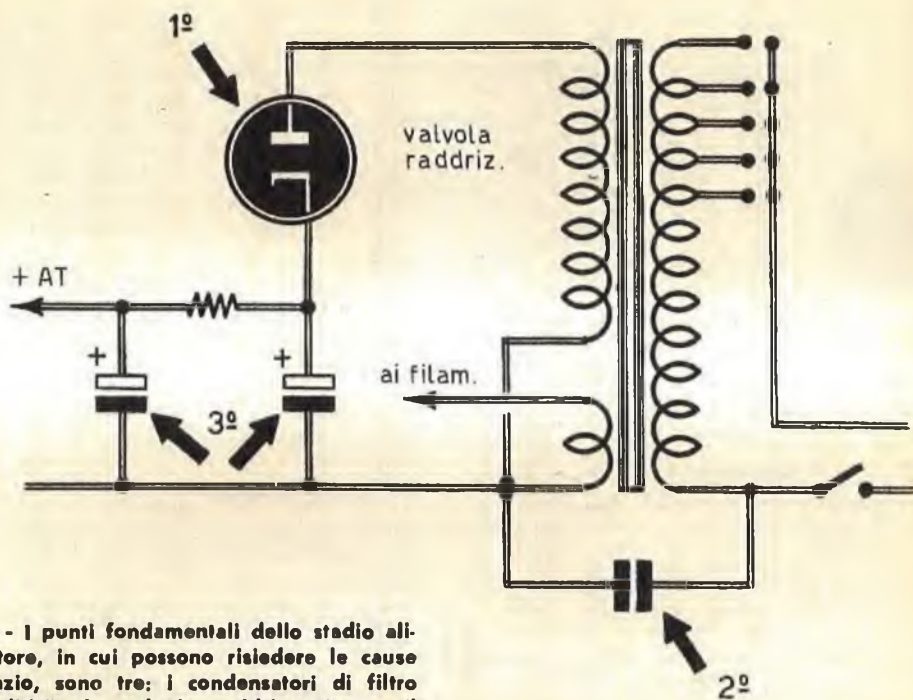 1º
valvola
raddriz.
+ AT
+
+
ai filam.
3º
- I punti fondamentali dello stadio ali-
tore, in cui possono risiedere le cause
nzio, sono tre: i condensatori di filtro
2º